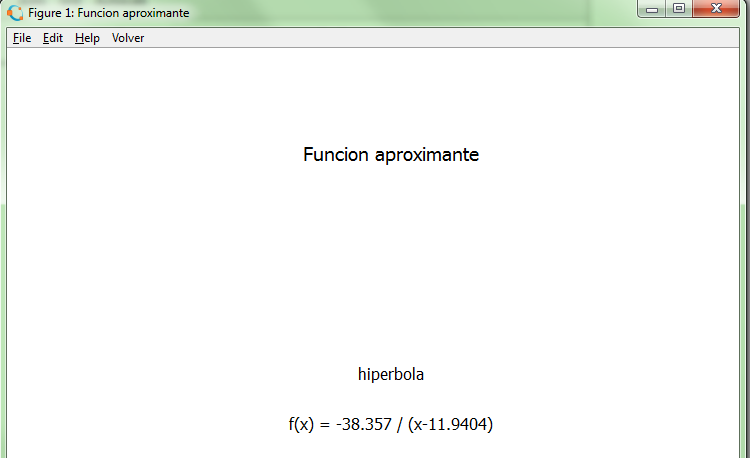 Figure 1: Funcion aproximante
File Edit Help Volver
Funcion aproximante
hiperbola
f(x) = -38.357 / (x-11.9404)